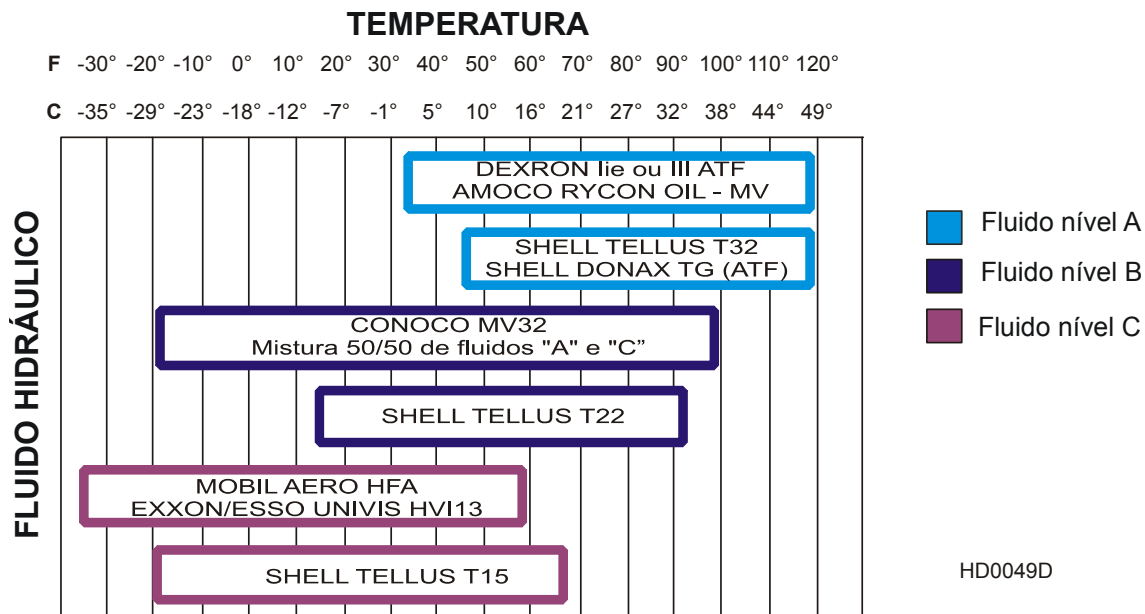 TEMPERATURA
F -30° -20° -10° 0° 10° 20° 30° 40° 50° 60° 70° 80° 90° 100° 110° 120°
C -35° -29° -23° -18° -12° -7° -1° 5° 10° 16° 21° 27° 32° 38° 44° 49°
FLUIDO HIDRÁULICO
DEXRON Iie ou III ATF
AMOCO RYCON OIL - MV
SHELL TELLUS T32
SHELL DONAX TG (ATF)
CONOCO MV32
Mistura 50/50 de fluidos "A" e "C”
SHELL TELLUS T22
MOBIL AERO HFA
EXXON/ESSO UNIVIS HVI13
SHELL TELLUS T15
Fluido nível A
Fluido nível B
Fluido nível C
HD0049D